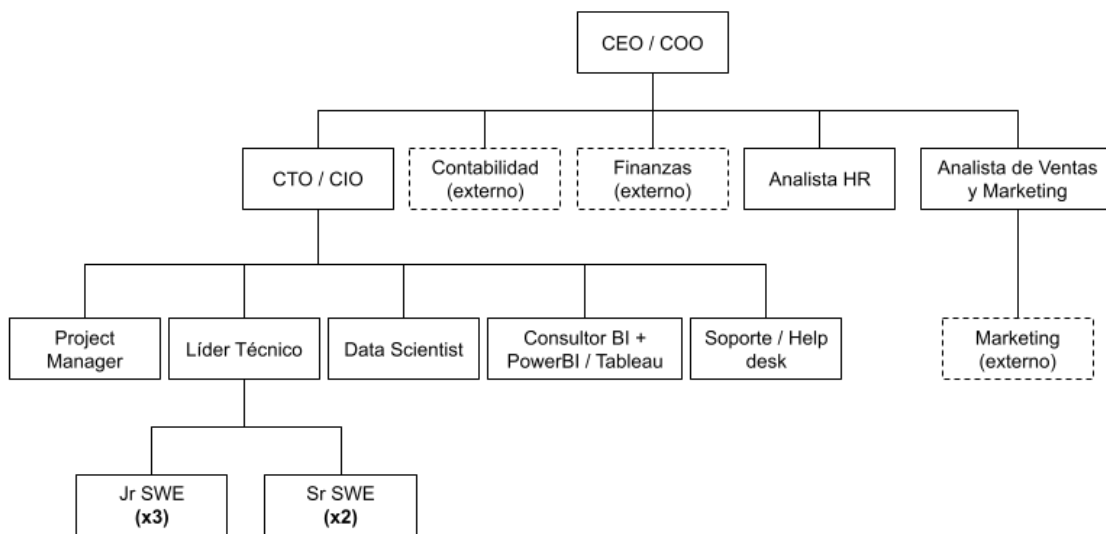 CEO / COO
CTO / CIO
Contabilidad
(externo)
Finanzas
(externo)
Analista HR
Analista de Ventas
y Marketing
Project
Manager
Líder Técnico
Data Scientist
Consultor BI +
PowerBI / Tableau
Soporte / Help
desk
Marketing
(externo)
Jr SWE
(x3)
Sr SWE
(x2)